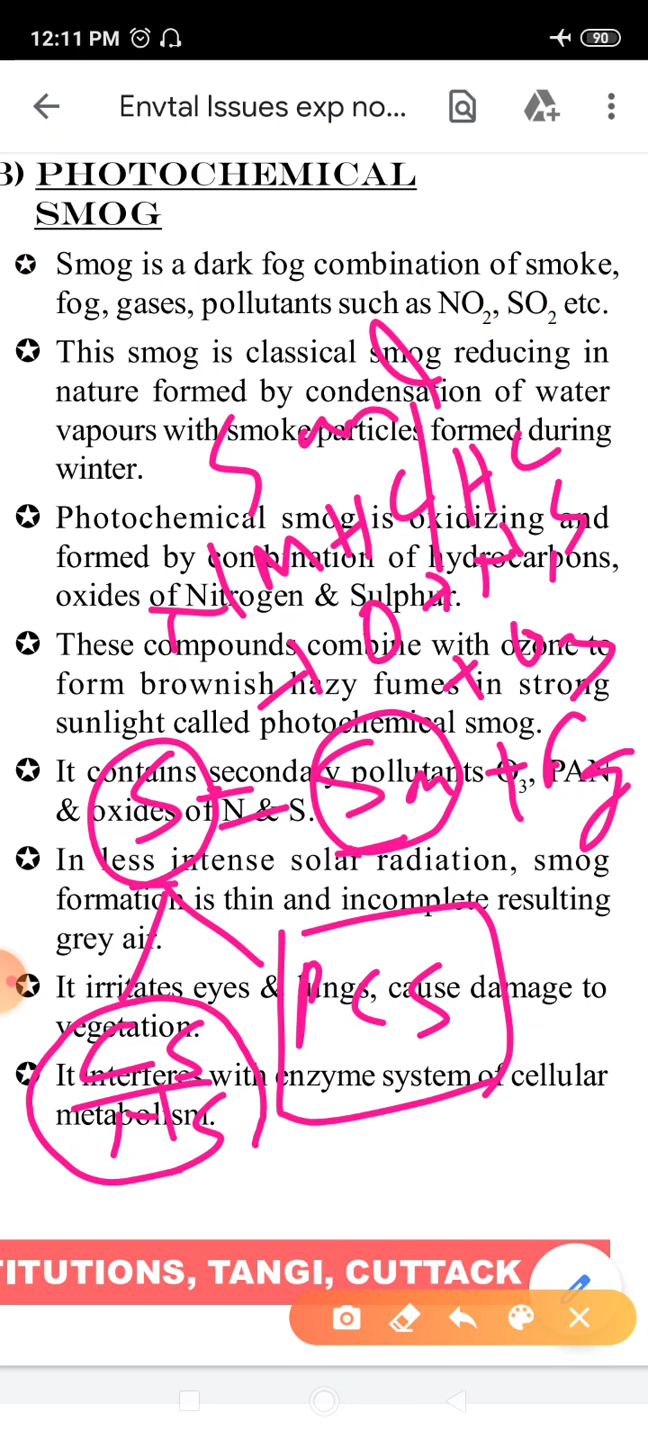 12:11 PM
90
Envtal Issues exp no...
3) PHOTOCHEMICAL
SMOG
Smog is a dark fog combination of smoke,
fog, gases, pollutants such as NO2, SO2 etc.
This smog is classical smog reducing in
nature formed by condensation of water
vapours with smoke particles formed during
winter.
Photochemical smog is oxidizing and
formed by combination of hydrocarbons,
oxides of Nitrogen & Sulphur.
These compounds combine with ozone to
form brownish hazy fumes in strong
sunlight called photochemical smog.
It contains secondary pollutants O3, PAN
& oxides of N & S.
In less intense solar radiation, smog
formation is thin and incomplete resulting
grey air.
It irritates eyes & lungs, cause damage to
vegetation.
It interferes with enzyme system of cellular
metabolism.
NMHC
HC
S = Sm + Fg
PCS
CS
TITUTIONS, TANGI, CUTTACK